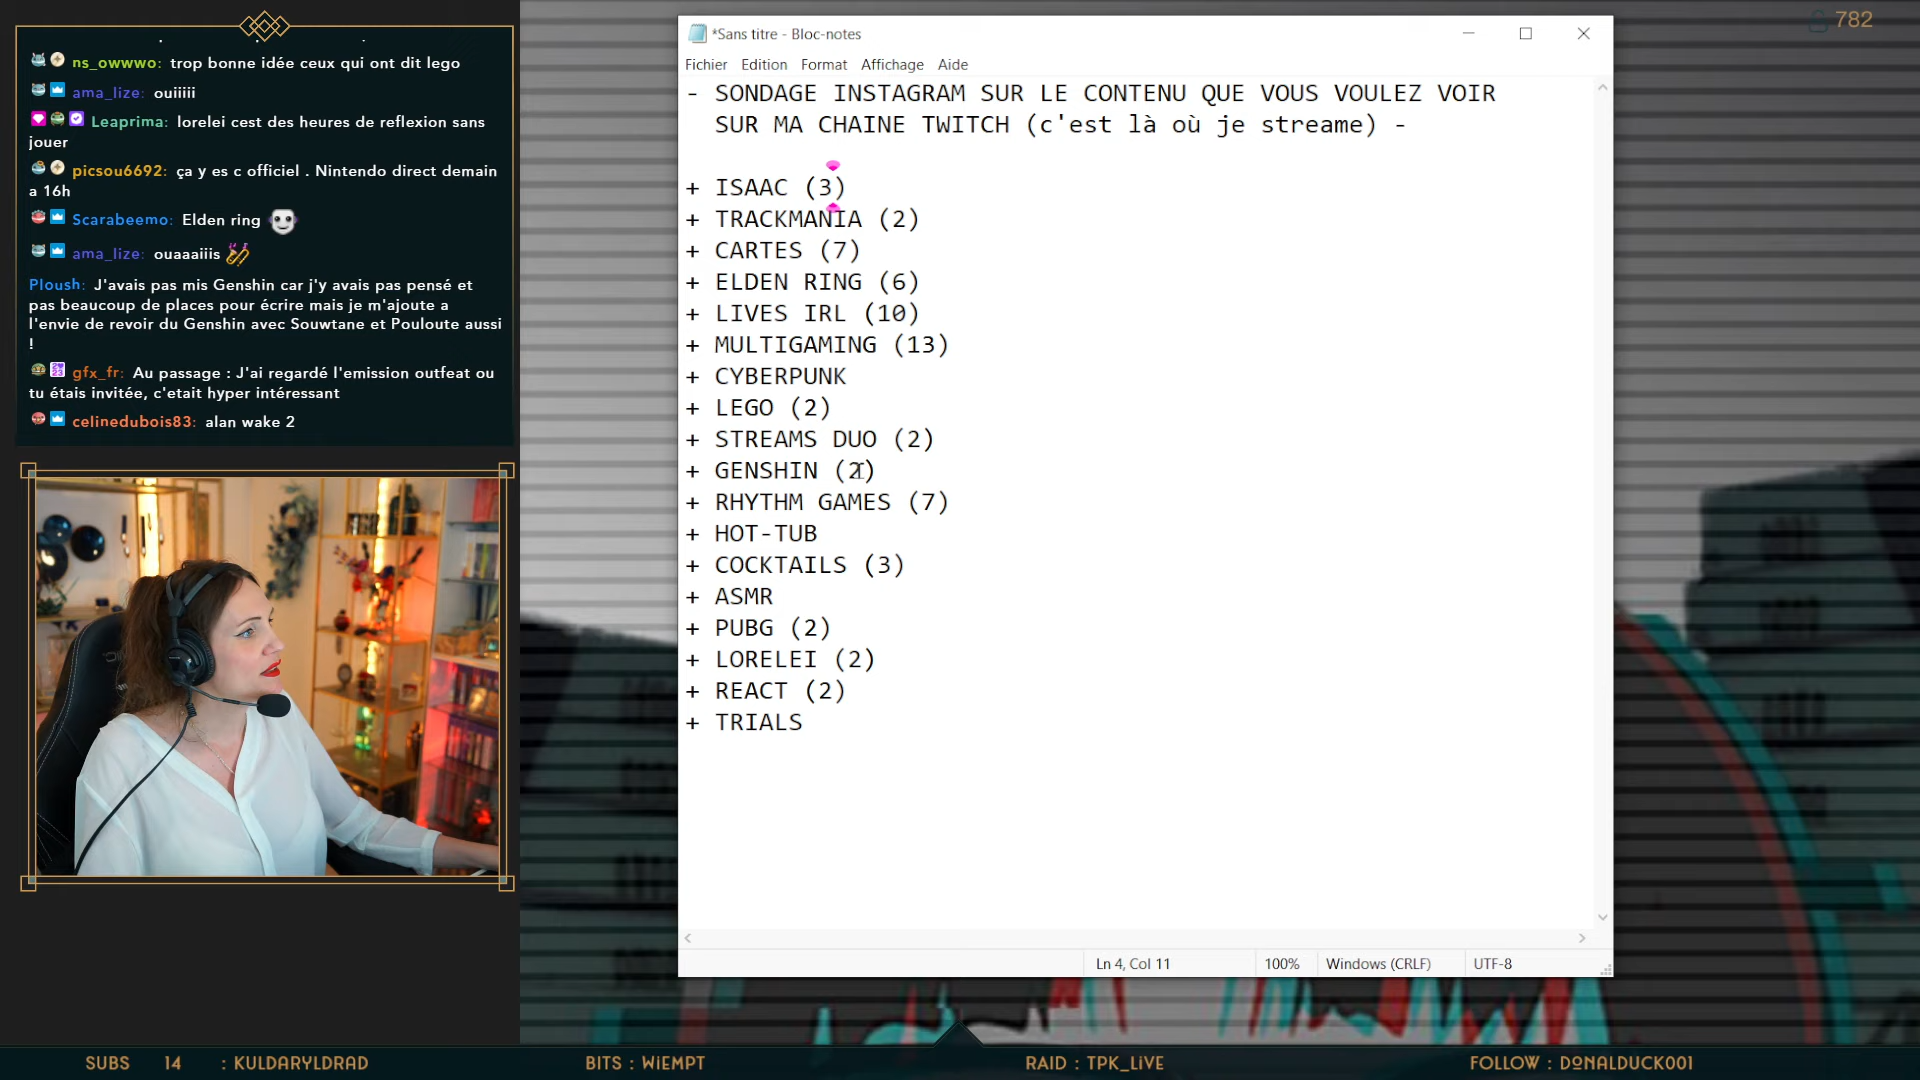 ns_owwwo: trop bonne idée ceux qui ont dit lego
ama_lize: ouiiiii
Leaprima: lorelei cest des heures de reflexion sans
jouer
picsou6692: ça y es c officiel . Nintendo direct demain
a 16h
Scarabeemo: Elden ring
ama_lize: ouaaaiiis
Ploush: J'avais pas mis Genshin car j'y avais pas pensé et
pas beaucoup de places pour écrire mais je m'ajoute a
l'envie de revoir du Genshin avec Souwtane et Pouloute aussi
!
gfx_fr: Au passage : J'ai regardé l'emission outfeat ou
tu étais invitée, c'etait hyper intéressant
celinedubois83: alan wake 2
*Sans titre - Bloc-notes
Fichier Edition Format Affichage Aide
- SONDAGE INSTAGRAM SUR LE CONTENU QUE VOUS VOULEZ VOIR
SUR MA CHAINE TWITCH (c'est là où je streame) -
+ ISAAC (3)
+ TRACKMANIA (2)
+ CARTES (7)
+ ELDEN RING (6)
+ LIVES IRL (10)
+ MULTIGAMING (13)
+ CYBERPUNK
+ LEGO (2)
+ STREAMS DUO (2)
+ GENSHIN (2)
+ RHYTHM GAMES (7)
+ HOT-TUB
+ COCKTAILS (3)
+ ASMR
+ PUBG (2)
+ LORELEI (2)
+ REACT (2)
+ TRIALS
Ln 4, Col 11 100% Windows (CRLF) UTF-8
782
SUBS 14 : KULDARYLDRAD BITS : WIEMPT RAID : TPK_LIVE FOLLOW : DONALDUCK001